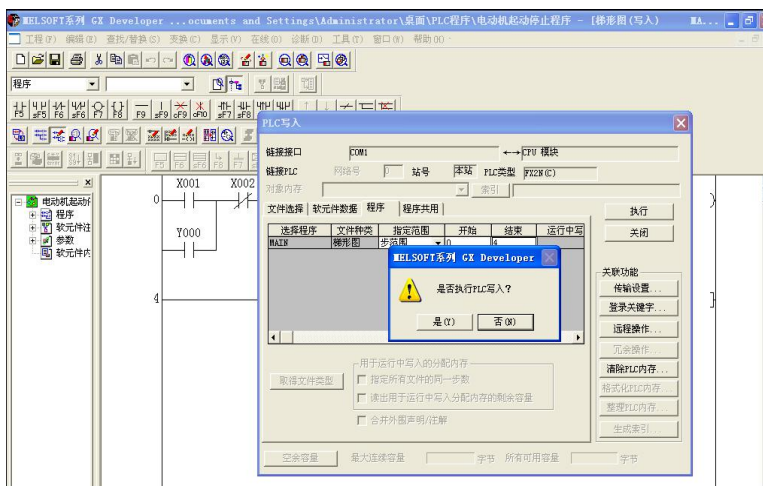 MELSOFT系列 GX Developer ...ocuments and Settings\Administrator\桌面\PLC程序\电动机起动停止程序 - [梯形图(写入) MA...
工程(F) 编辑(E) 查找/替换(S) 变换(C) 显示(V) 在线(O) 诊断(D) 工具(T) 窗口(W) 帮助(H)
程序
F5 sF5 F6 sF6 F7 F8 F9 sF9 cF9 cF10 sF7 sF8
PLC写入
链接接口 COM1 CPU 模块
链接PLC 网络号 0 站号 本站 PLC类型 FX2N(C)
对象内存 索引
文件选择 软元件数据 程序 程序共用
执行
关闭
选择程序 文件种类 指定范围 开始 结束 运行中写
MAIN 梯形图 步范围 0 4
MELSOFT系列 GX Developer
是否执行PLC写入?
是(Y) 否(N)
关联功能
传输设置...
登录关键字...
远程操作...
冗余操作...
清除PLC内存...
格式化PLC内存...
整理PLC内存...
生成索引...
用于运行中写入的分配内存
取得文件类型
指定所有文件的同一步数
读出用于运行中写入分配内存的剩余容量
合并外围声明/注解
空余容量 最大连续容量 字节 所有可用容量 字节
电动机起动
程序
软元件注
参数
软元件内
X001 X002
0
Y000
4